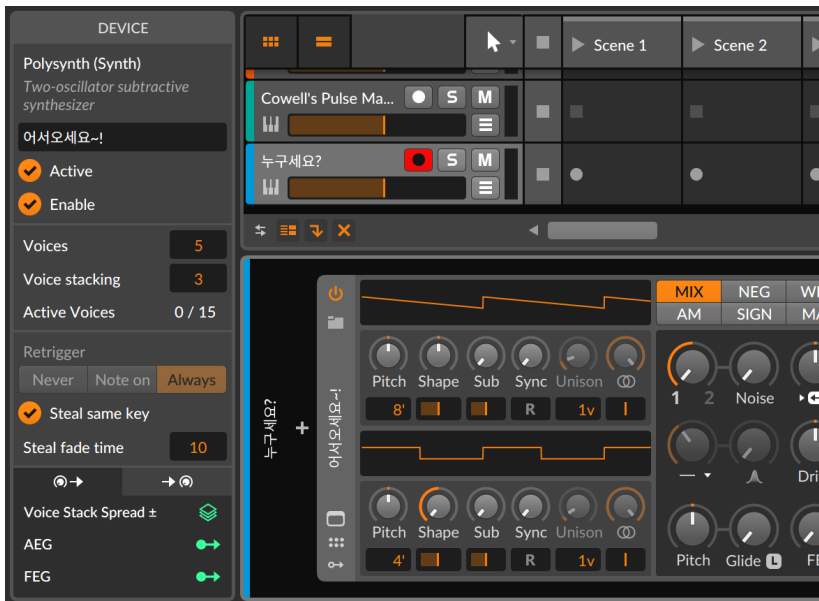 DEVICE
Polysynth (Synth)
Two-oscillator subtractive
synthesizer
어서오세요~!
Active
Enable
Voices 5
Voice stacking 3
Active Voices 0 / 15
Retrigger
Never Note on Always
Steal same key
Steal fade time 10
Voice Stack Spread ±
AEG
FEG
Scene 1 Scene 2
Cowell's Pulse Ma... S M
누구세요? S M
누구세요?
어서오세요~!
Pitch Shape Sub Sync Unison
8' R 1v
Pitch Shape Sub Sync Unison
4' R 1v
MIX NEG
AM SIGN
1 2 Noise
Pitch Glide L